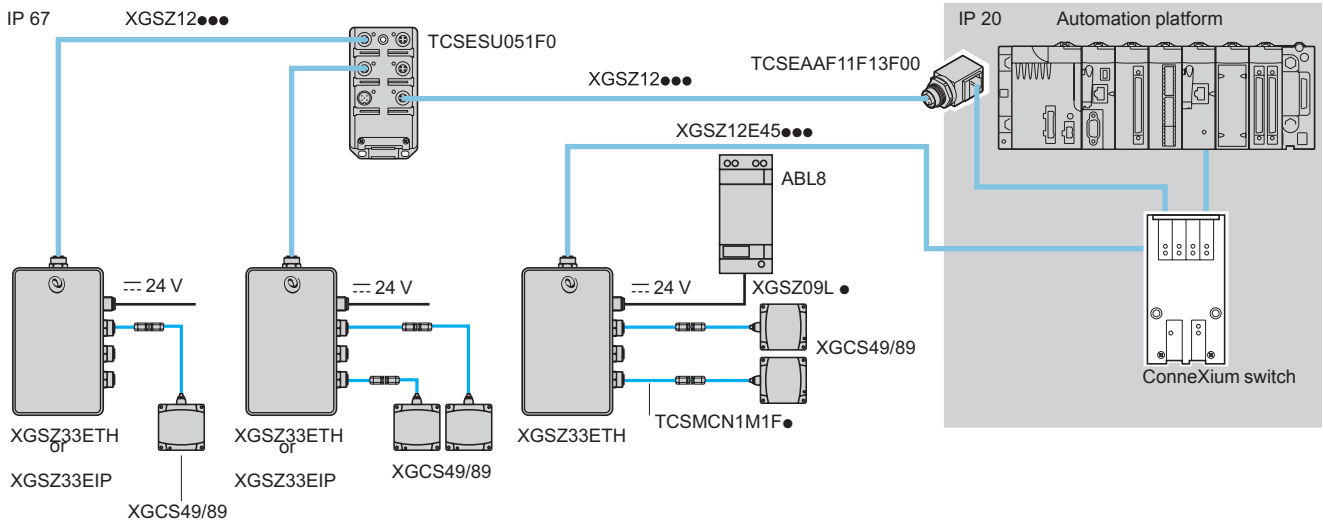 IP 67
XGSZ12●●●
TCSESU051F0
XGSZ12●●●
TCSEAAF11F13F00
IP 20
Automation platform
XGSZ12E45●●●
ABL8
24 V
24 V
24 V
XGSZ09L ●
XGCS49/89
ConneXium switch
TCSMCN1M1F●
XGSZ33ETH
or
XGSZ33EIP
XGCS49/89
XGSZ33ETH
or
XGSZ33EIP
XGCS49/89
XGSZ33ETH